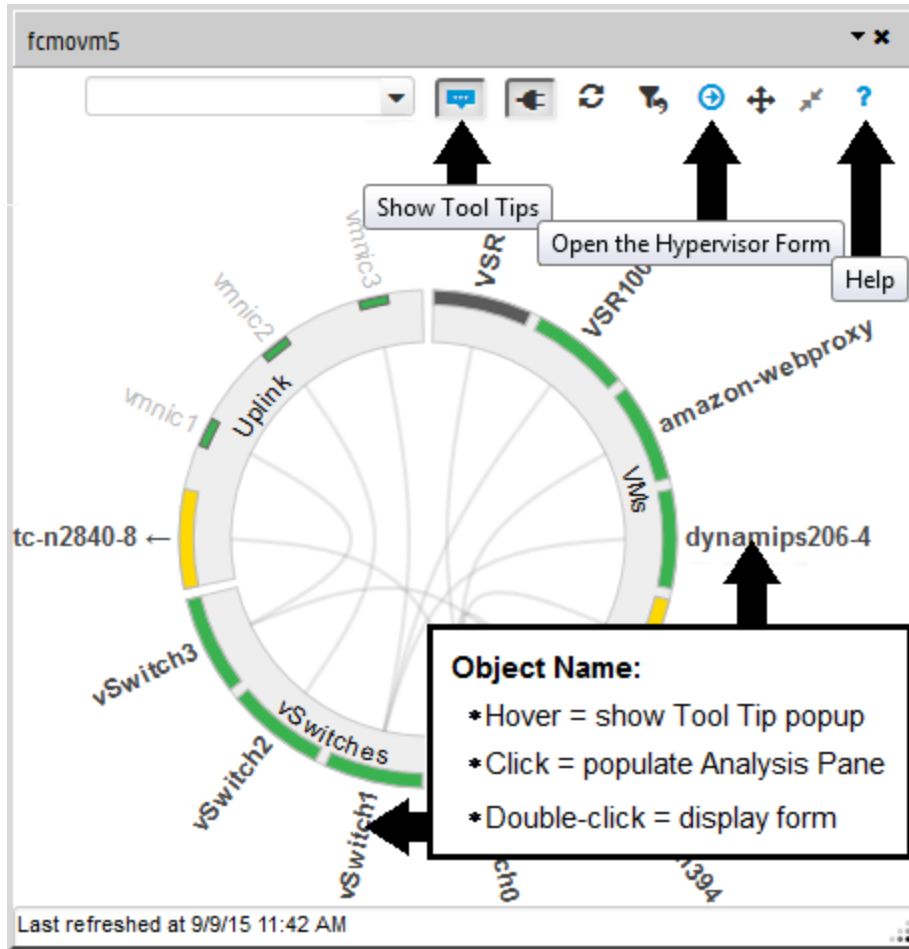 fcmovm5
?
Show Tool Tips
Open the Hypervisor Form
Help
vmnic3
VSR
VSR100
vmnic2
amazon-webproxy
vmnic1
Uplink
VMs
tc-n2840-8 ←
dynamips206-4
vSwitch3
vSwitches
vSwitch2
vSwitch1
Object Name:
*Hover = show Tool Tip popup
*Click = populate Analysis Pane
*Double-click = display form
ch0
n394
Last refreshed at 9/9/15 11:42 AM